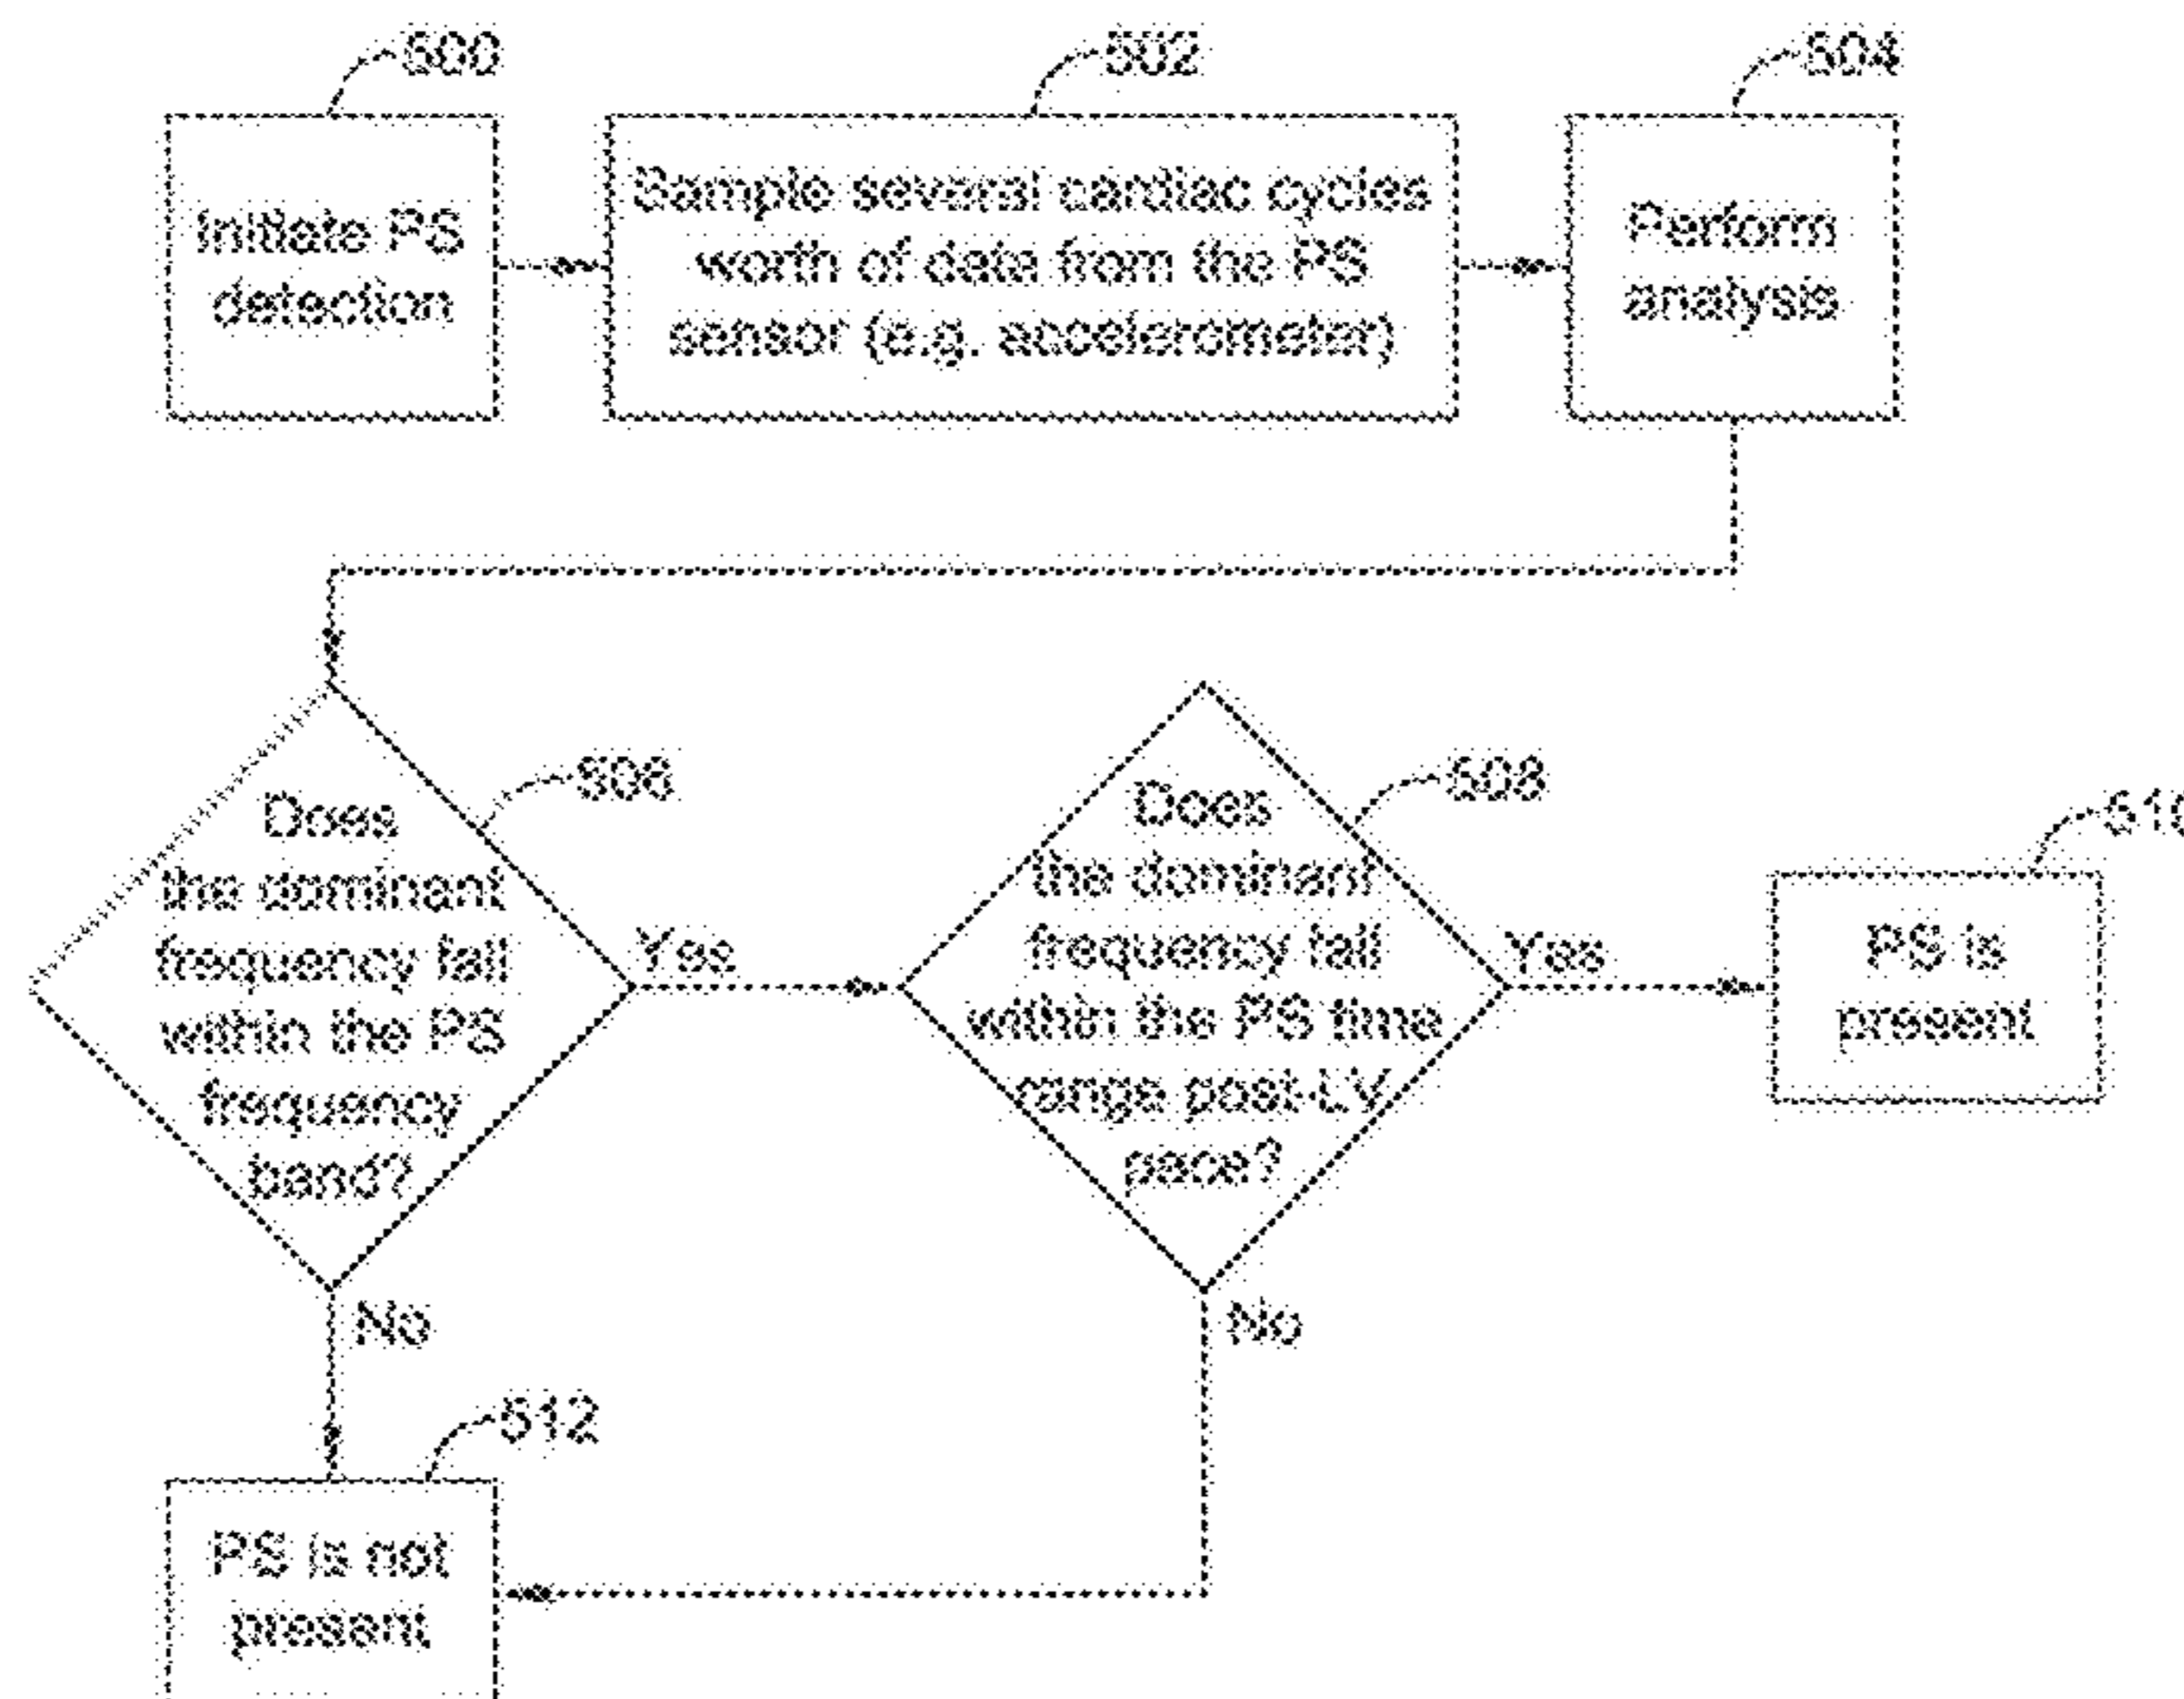 500
502
504
Initiate PS
detection
Sample several cardiac cycles
worth of data from the PS
sensor (e.g. accelerometer)
Perform
analysis
506
Does
the dominant
frequency fall
within the PS
frequency
band?
Yes
No
508
Does
the dominant
frequency fall
within the PS time
range post-LV
pace?
Yes
No
510
PS is
present
512
PS is not
present